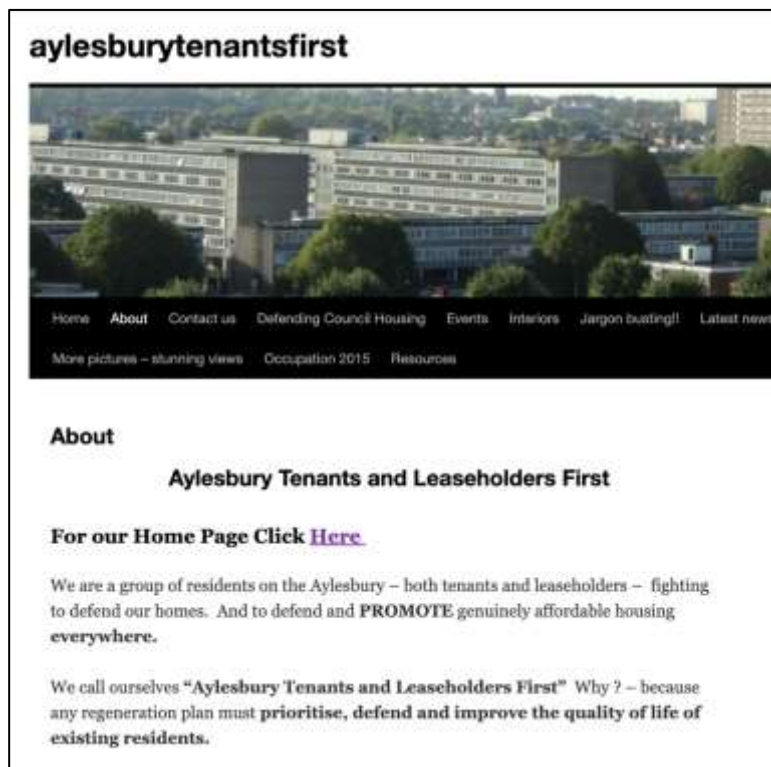 aylesburytenantsfirst
Home About Contact us Defending Council Housing Events Interiors Jargon busting!! Latest news
More pictures – stunning views Occupation 2015 Resources
About
Aylesbury Tenants and Leaseholders First
For our Home Page Click Here
We are a group of residents on the Aylesbury – both tenants and leaseholders – fighting
to defend our homes. And to defend and PROMOTE genuinely affordable housing
everywhere.
We call ourselves “Aylesbury Tenants and Leaseholders First” Why ? – because
any regeneration plan must prioritise, defend and improve the quality of life of
existing residents.